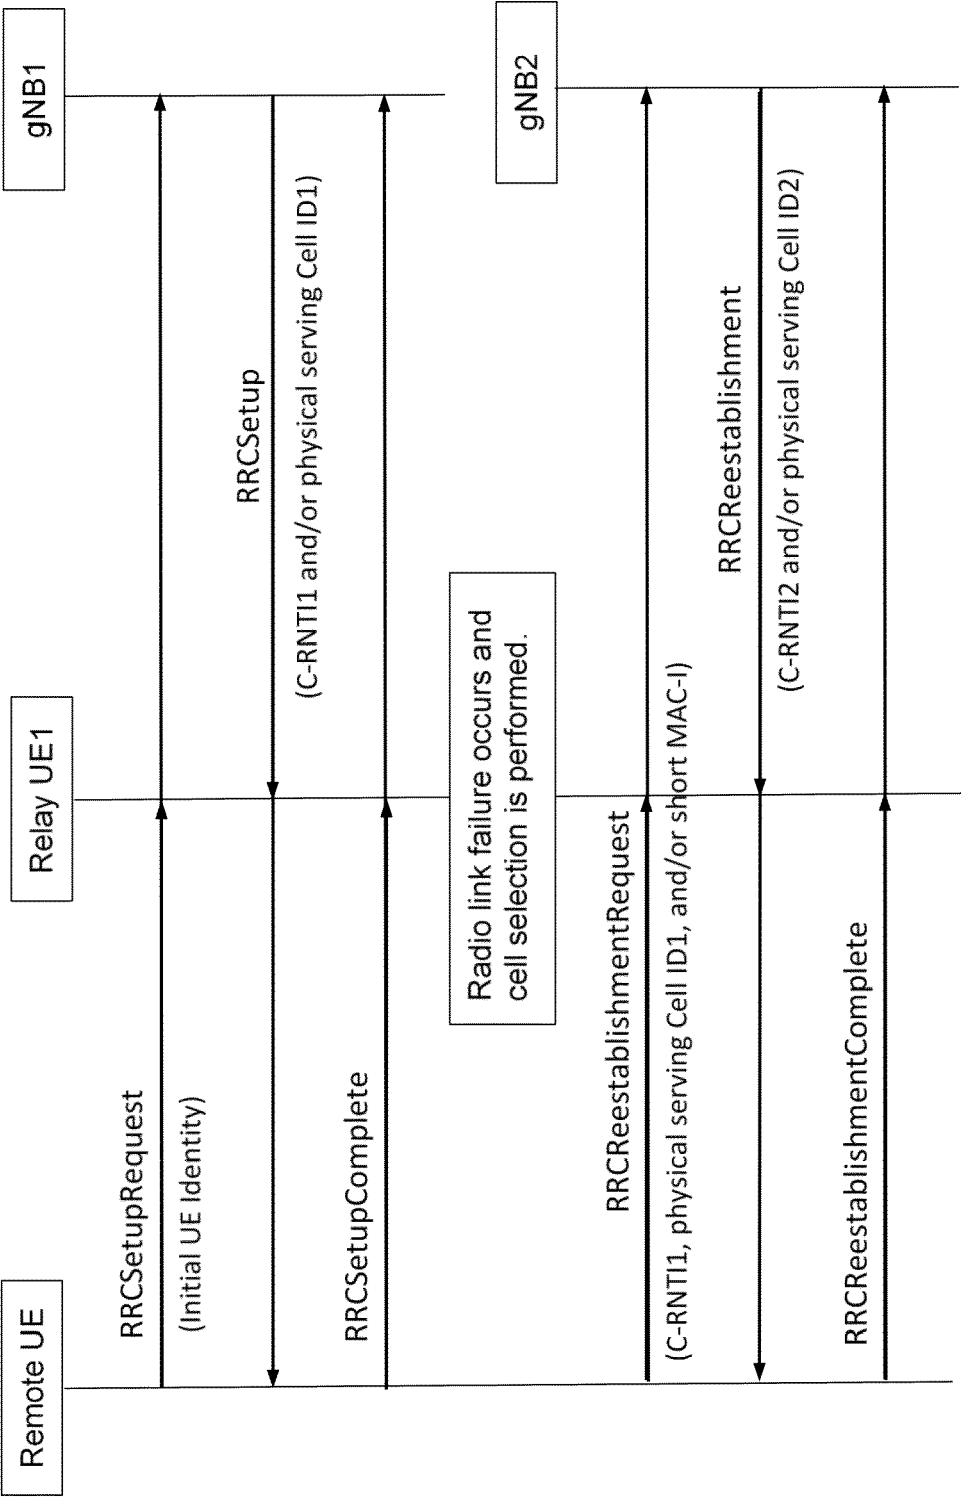 Remote UE
Relay UE1
gNB1
RRCSetupRequest
(Initial UE Identity)
RRCSetup
(C-RNTI1 and/or physical serving Cell ID1)
RRCSetupComplete
Radio link failure occurs and
cell selection is performed.
gNB2
RRCReestablishmentRequest
(C-RNTI1, physical serving Cell ID1, and/or short MAC-I)
RRCReestablishment
(C-RNTI2 and/or physical serving Cell ID2)
RRCReestablishmentComplete